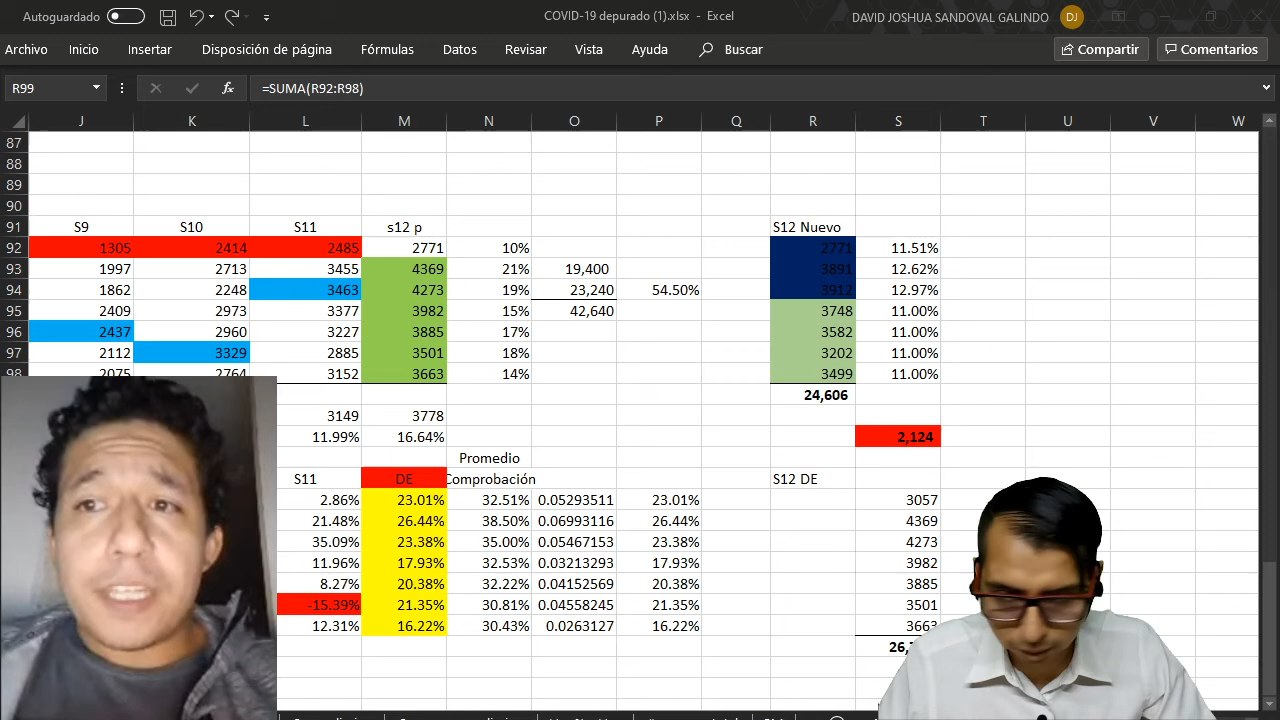 Autoguardado COVID-19 depurado (1).xlsx - Excel DAVID JOSHUA SANDOVAL GALINDO DJ
Archivo Inicio Insertar Disposición de página Fórmulas Datos Revisar Vista Ayuda Buscar Compartir Comentarios
R99 fx =SUMA(R92:R98)
J K L M N O P Q R S T U V W
87
88
89
90
91 S9 S10 S11 s12 p S12 Nuevo
92 1305 2414 2485 2771 10% 2771 11.51%
93 1997 2713 3455 4369 21% 19,400 3891 12.62%
94 1862 2248 3463 4273 19% 23,240 54.50% 3912 12.97%
95 2409 2973 3377 3982 15% 42,640 3748 11.00%
96 2437 2960 3227 3885 17% 3582 11.00%
97 2112 3329 2885 3501 18% 3202 11.00%
98 2075 2764 3152 3663 14% 3499 11.00%
24,606
3149 3778
11.99% 16.64% 2,124
Promedio
S11 DE Comprobación S12 DE
2.86% 23.01% 32.51% 0.05293511 23.01% 3057
21.48% 26.44% 38.50% 0.06993116 26.44% 4369
35.09% 23.38% 35.00% 0.05467153 23.38% 4273
11.96% 17.93% 32.53% 0.03213293 17.93% 3982
8.27% 20.38% 32.22% 0.04152569 20.38% 3885
-15.39% 21.35% 30.81% 0.04558245 21.35% 3501
12.31% 16.22% 30.43% 0.0263127 16.22% 3663